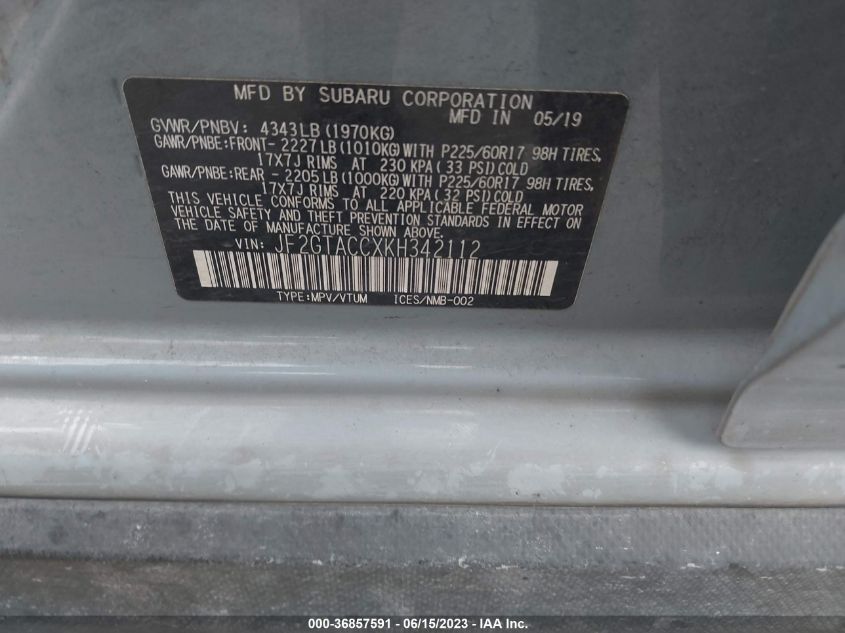 MFD BY SUBARU CORPORATION
MFD IN 05/19
GVWR/PNBV: 4343LB(1970KG)
GAWR/PNBE:FRONT- 2227LB(1010KG)WITH P225/60R17 98H TIRES,
17X7J RIMS AT 230 KPA(33 PSI)COLD
GAWR/PNBE:REAR - 2205LB(1000KG)WITH P225/60R17 98H TIRES,
17X7J RIMS AT 220 KPA(32 PSI)COLD
THIS VEHICLE CONFORMS TO ALL APPLICABLE FEDERAL MOTOR
VEHICLE SAFETY AND THEFT PREVENTION STANDARDS IN EFFECT ON
THE DATE OF MANUFACTURE SHOWN ABOVE.
VIN: JF2GTACCXKH342112
TYPE:MPV/VTUM ICES/NMB-002
000-36857591 - 06/15/2023 - IAA Inc.